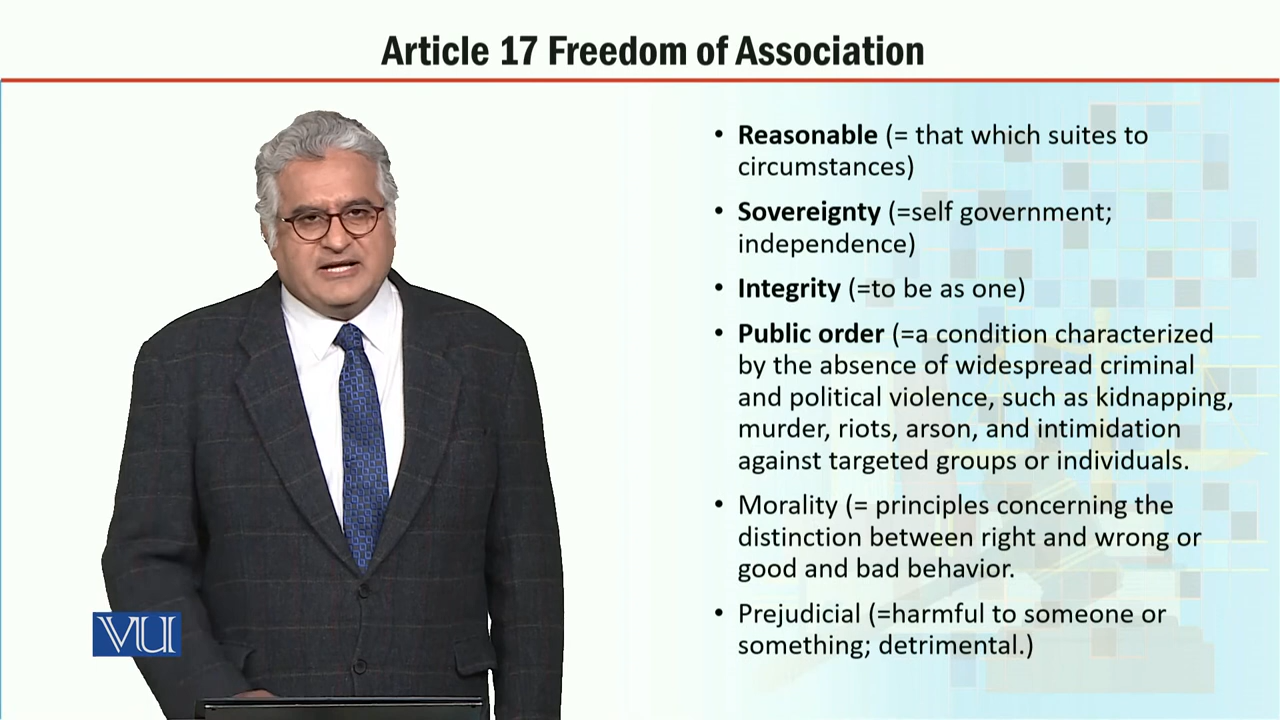 Article 17 Freedom of Association
• Reasonable (= that which suites to
circumstances)
• Sovereignty (=self government;
independence)
• Integrity (=to be as one)
• Public order (=a condition characterized
by the absence of widespread criminal
and political violence, such as kidnapping,
murder, riots, arson, and intimidation
against targeted groups or individuals.
• Morality (= principles concerning the
distinction between right and wrong or
good and bad behavior.
• Prejudicial (=harmful to someone or
something; detrimental.)
VU